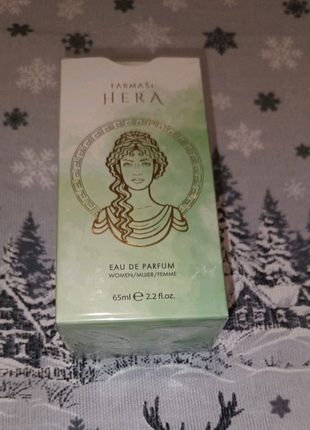 FARMASi
HERA
EAU DE PARFUM
WOMEN/MUJER/FEMME
65ml ℮ 2.2 fl.oz.